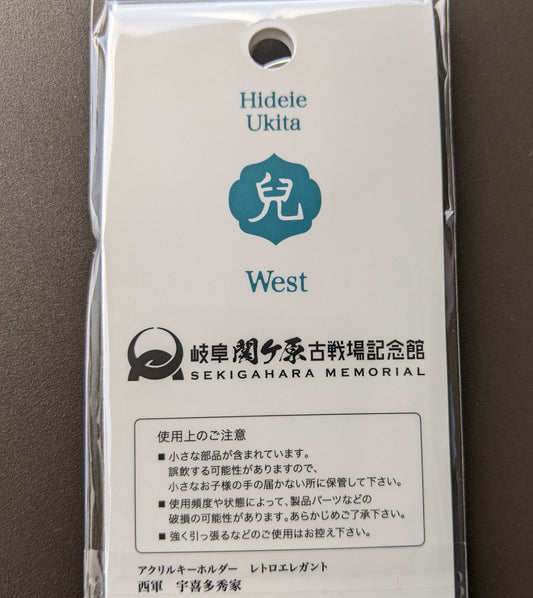 Hideie
Ukita
兒
West
岐阜関ケ原古戦場記念館
SEKIGAHARA MEMORIAL
使用上のご注意
■ 小さな部品が含まれています。
誤飲する可能性がありますので、
小さなお子様の手の届かない所に保管して下さい。
■ 使用頻度や状態によって、製品パーツなどの
破損の可能性があります。あらかじめご了承下さい。
■ 強く引っ張るなどのご使用はお控え下さい。
アクリルキーホルダー　レトロエレガント
西軍　宇喜多秀家